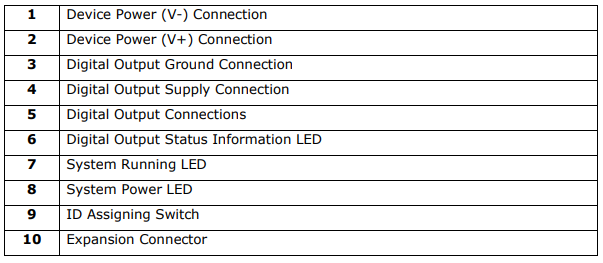 1 Device Power (V-) Connection
2 Device Power (V+) Connection
3 Digital Output Ground Connection
4 Digital Output Supply Connection
5 Digital Output Connections
6 Digital Output Status Information LED
7 System Running LED
8 System Power LED
9 ID Assigning Switch
10 Expansion Connector